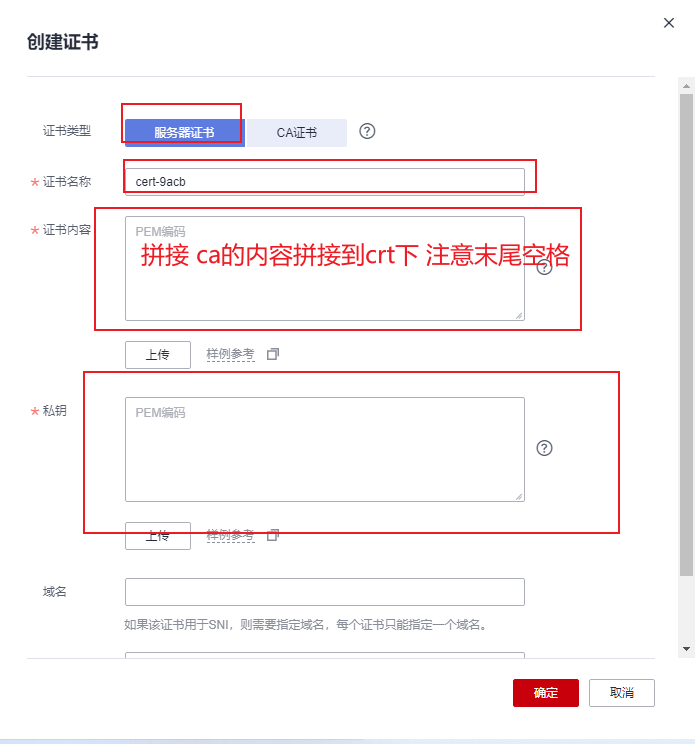 创建证书
证书类型
服务器证书
CA证书
* 证书名称
cert-9acb
* 证书内容
PEM编码
拼接 ca的内容拼接到crt下 注意末尾空格
上传
样例参考
* 私钥
PEM编码
上传
样例参考
域名
如果该证书用于SNI，则需要指定域名，每个证书只能指定一个域名。
确定
取消